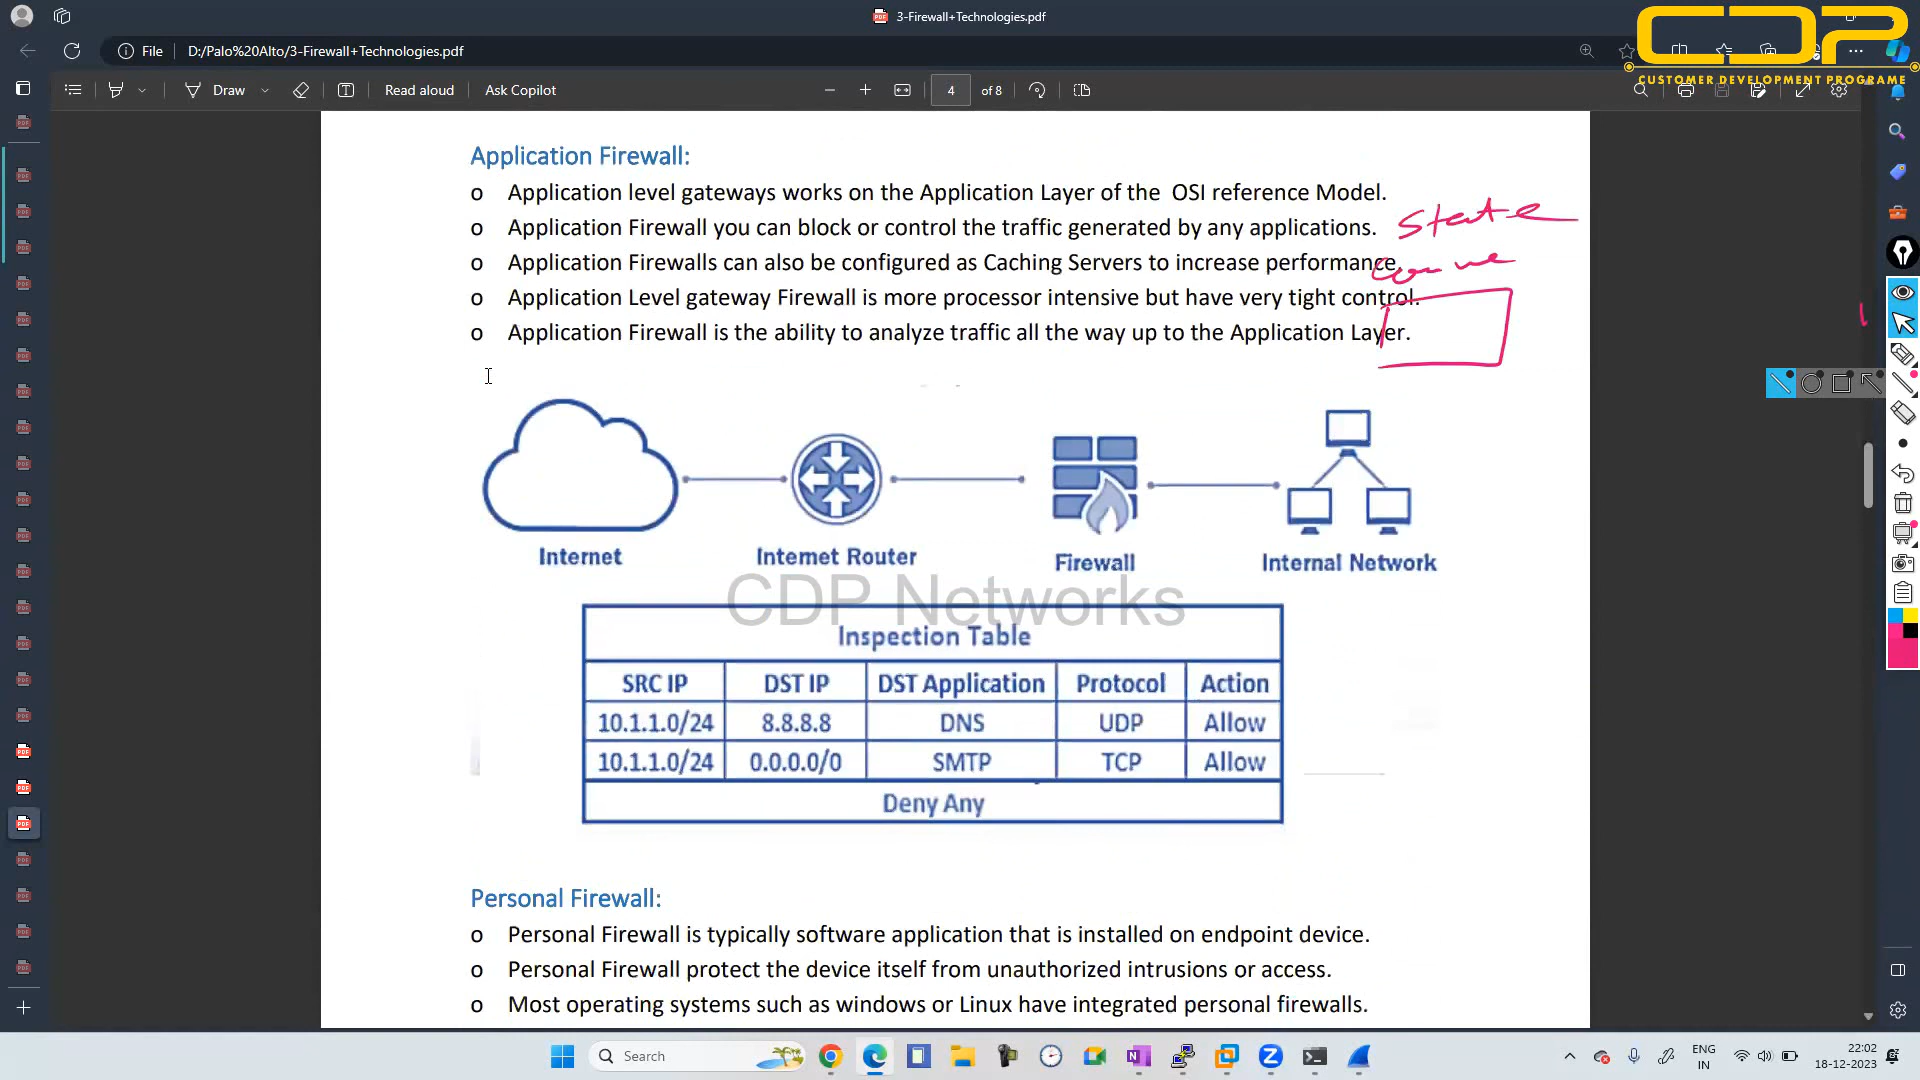 3-Firewall+Technologies.pdf
CDP
CUSTOMER DEVELOPMENT PROGRAME
File
D:/Palo%20Alto/3-Firewall+Technologies.pdf
Draw
Read aloud
Ask Copilot
4
of 8
Application Firewall:
o Application level gateways works on the Application Layer of the OSI reference Model.
o Application Firewall you can block or control the traffic generated by any applications.
State
o Application Firewalls can also be configured as Caching Servers to increase performance.
o Application Level gateway Firewall is more processor intensive but have very tight control.
o Application Firewall is the ability to analyze traffic all the way up to the Application Layer.
Internet
Internet Router
Firewall
Internal Network
CDP Networks
Inspection Table
SRC IP DST IP DST Application Protocol Action
10.1.1.0/24 8.8.8.8 DNS UDP Allow
10.1.1.0/24 0.0.0.0/0 SMTP TCP Allow
Deny Any
Personal Firewall:
o Personal Firewall is typically software application that is installed on endpoint device.
o Personal Firewall protect the device itself from unauthorized intrusions or access.
o Most operating systems such as windows or Linux have integrated personal firewalls.
Search
ENG
IN
22:02
18-12-2023